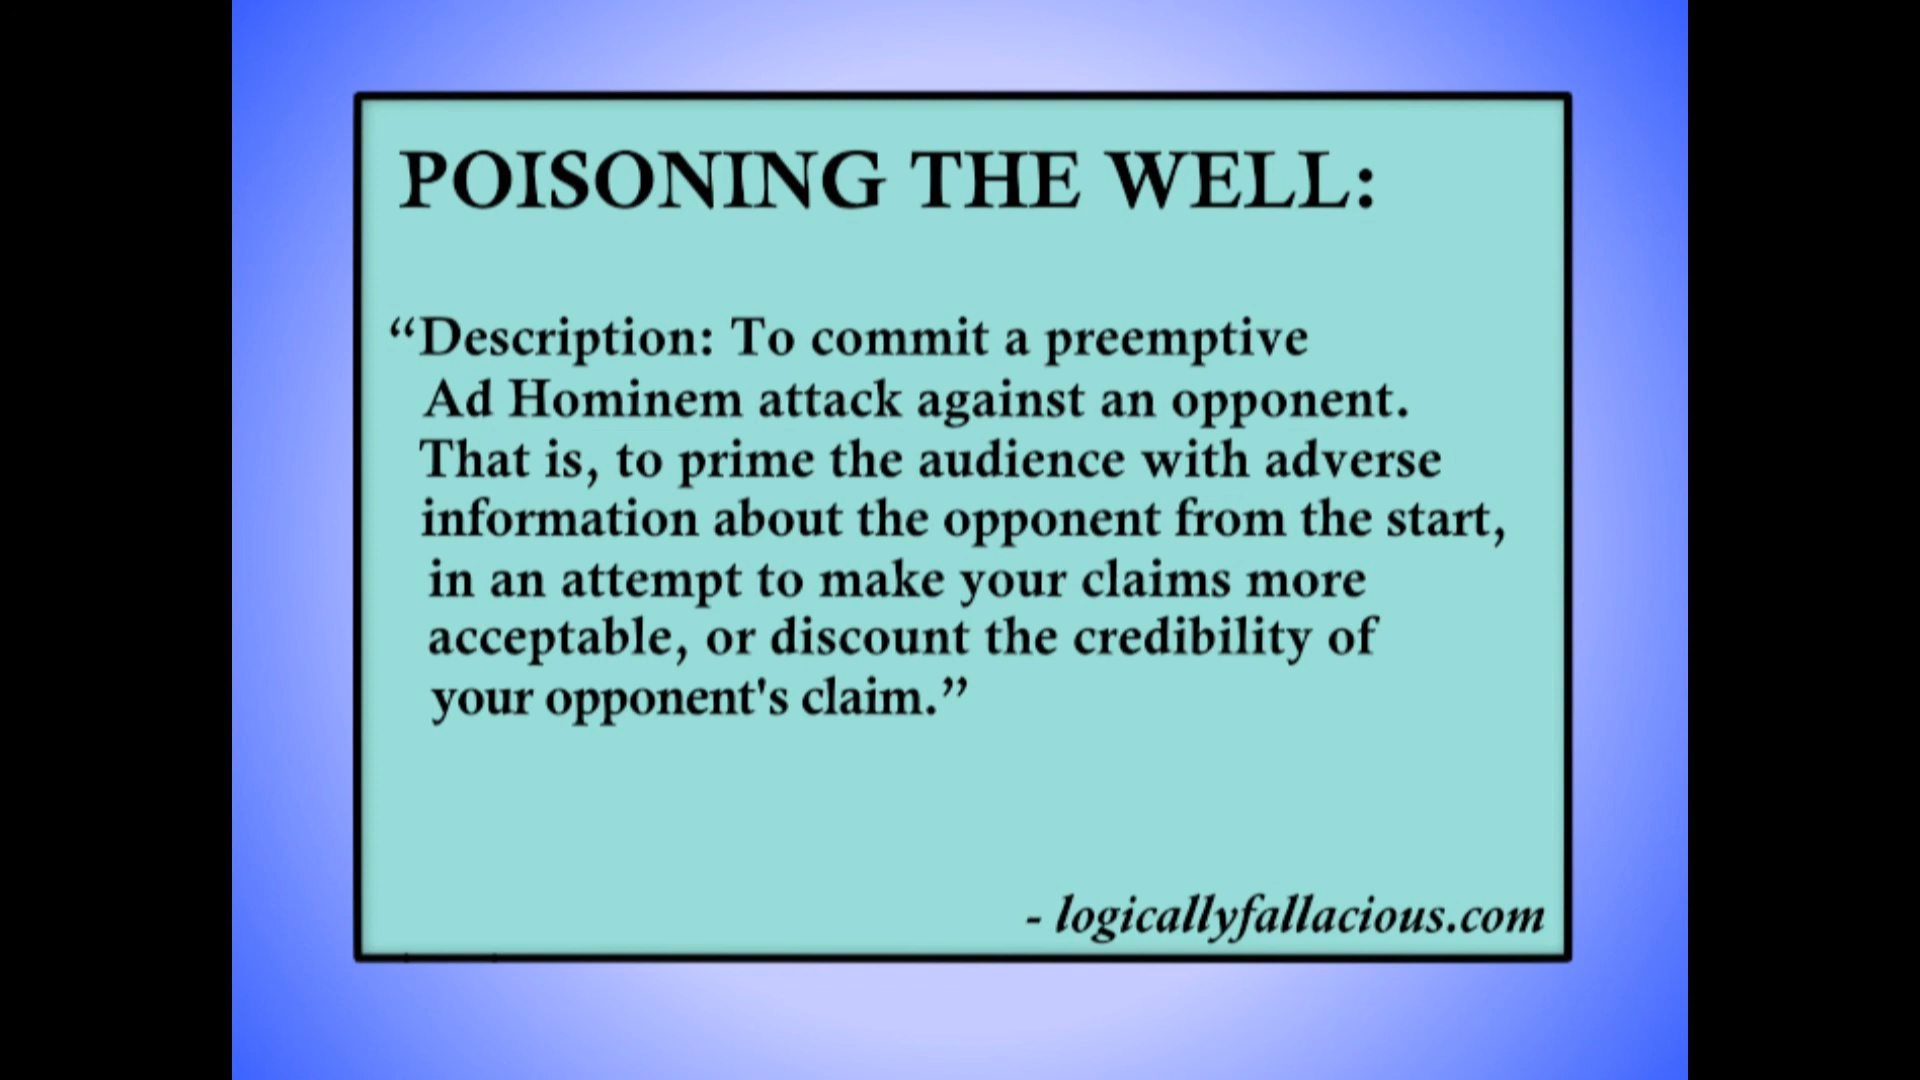 POISONING THE WELL:
“Description: To commit a preemptive
Ad Hominem attack against an opponent.
That is, to prime the audience with adverse
information about the opponent from the start,
in an attempt to make your claims more
acceptable, or discount the credibility of
your opponent's claim.”
- logicallyfallacious.com